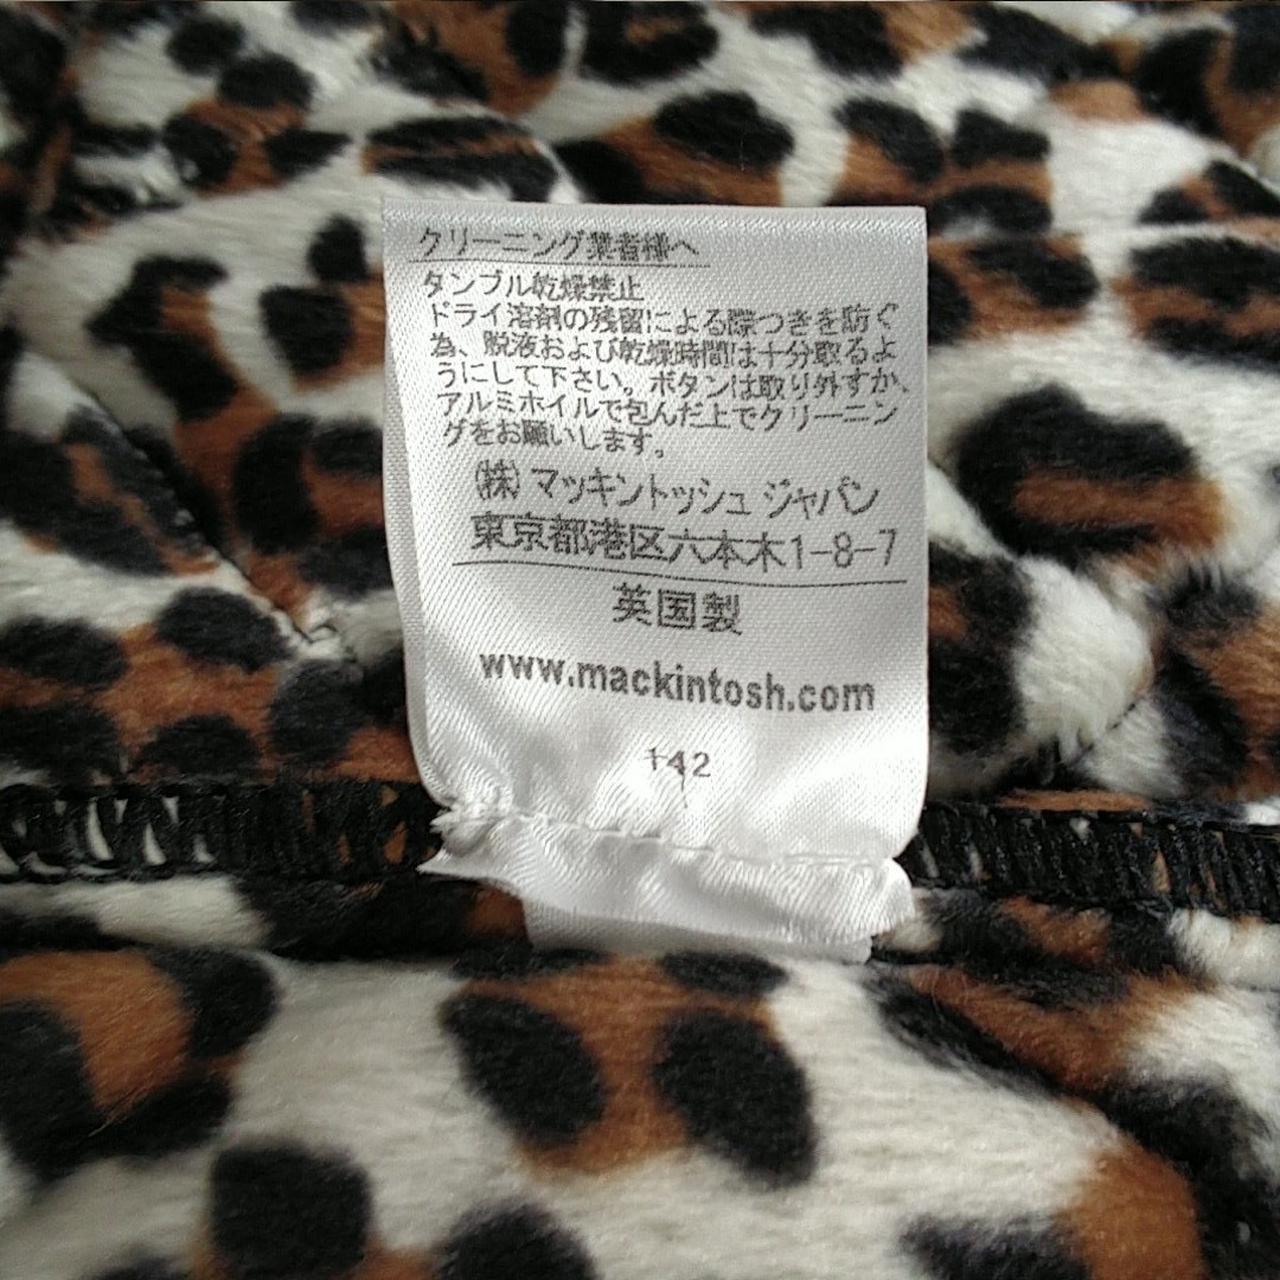 クリーニング業者様へ
タンブル乾燥禁止
ドライ溶剤の残留による隙つきを防ぐ
為、脱液および乾燥時間は十分取るよ
うにして下さい。ボタンは取り外すか、
アルミホイルで包んだ上でクリーニン
グをお願いします。
(株)マッキントッシュ ジャパン
東京都港区六本木1-8-7
英国製
www.mackintosh.com
142